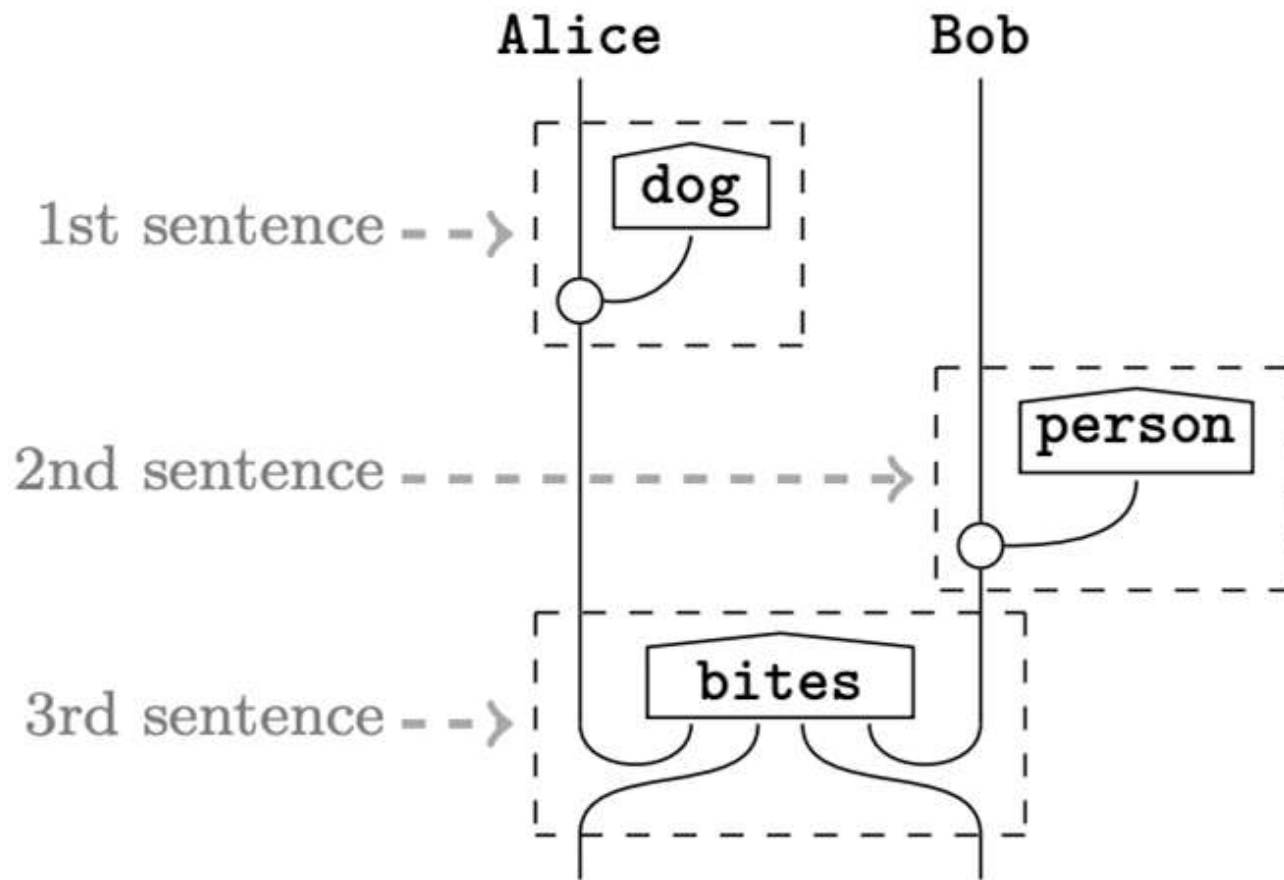 Alice Bob
dog
1st sentence
person
2nd sentence
bites
3rd sentence